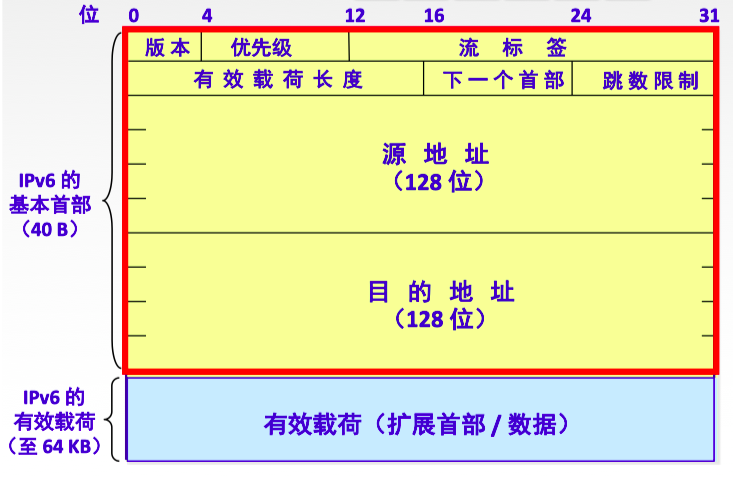 位 0 4 12 16 24 31
版本 优先级 流标签
有效载荷长度 下一个首部 跳数限制
源地址
（128 位）
IPv6 的
基本首部
（40 B）
目的地址
（128 位）
IPv6 的
有效载荷
（至 64 KB）
有效载荷（扩展首部 / 数据）